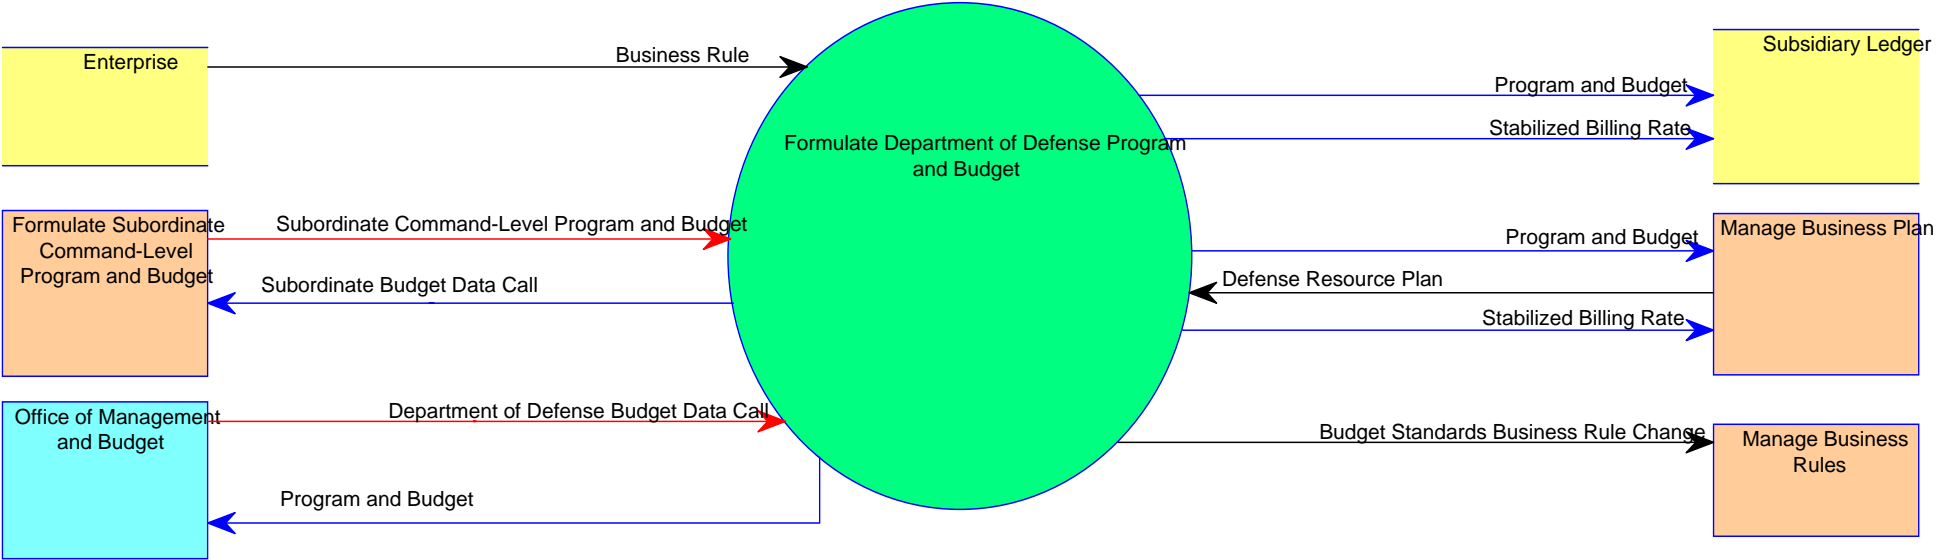 Enterprise
Business Rule
Subsidiary Ledger
Program and Budget
Stabilized Billing Rate
Formulate Department of Defense Program
and Budget
Formulate Subordinate
Command-Level
Program and Budget
Subordinate Command-Level Program and Budget
Subordinate Budget Data Call
Program and Budget
Manage Business Plan
Defense Resource Plan
Stabilized Billing Rate
Office of Management
and Budget
Department of Defense Budget Data Call
Program and Budget
Budget Standards Business Rule Change
Manage Business
Rules